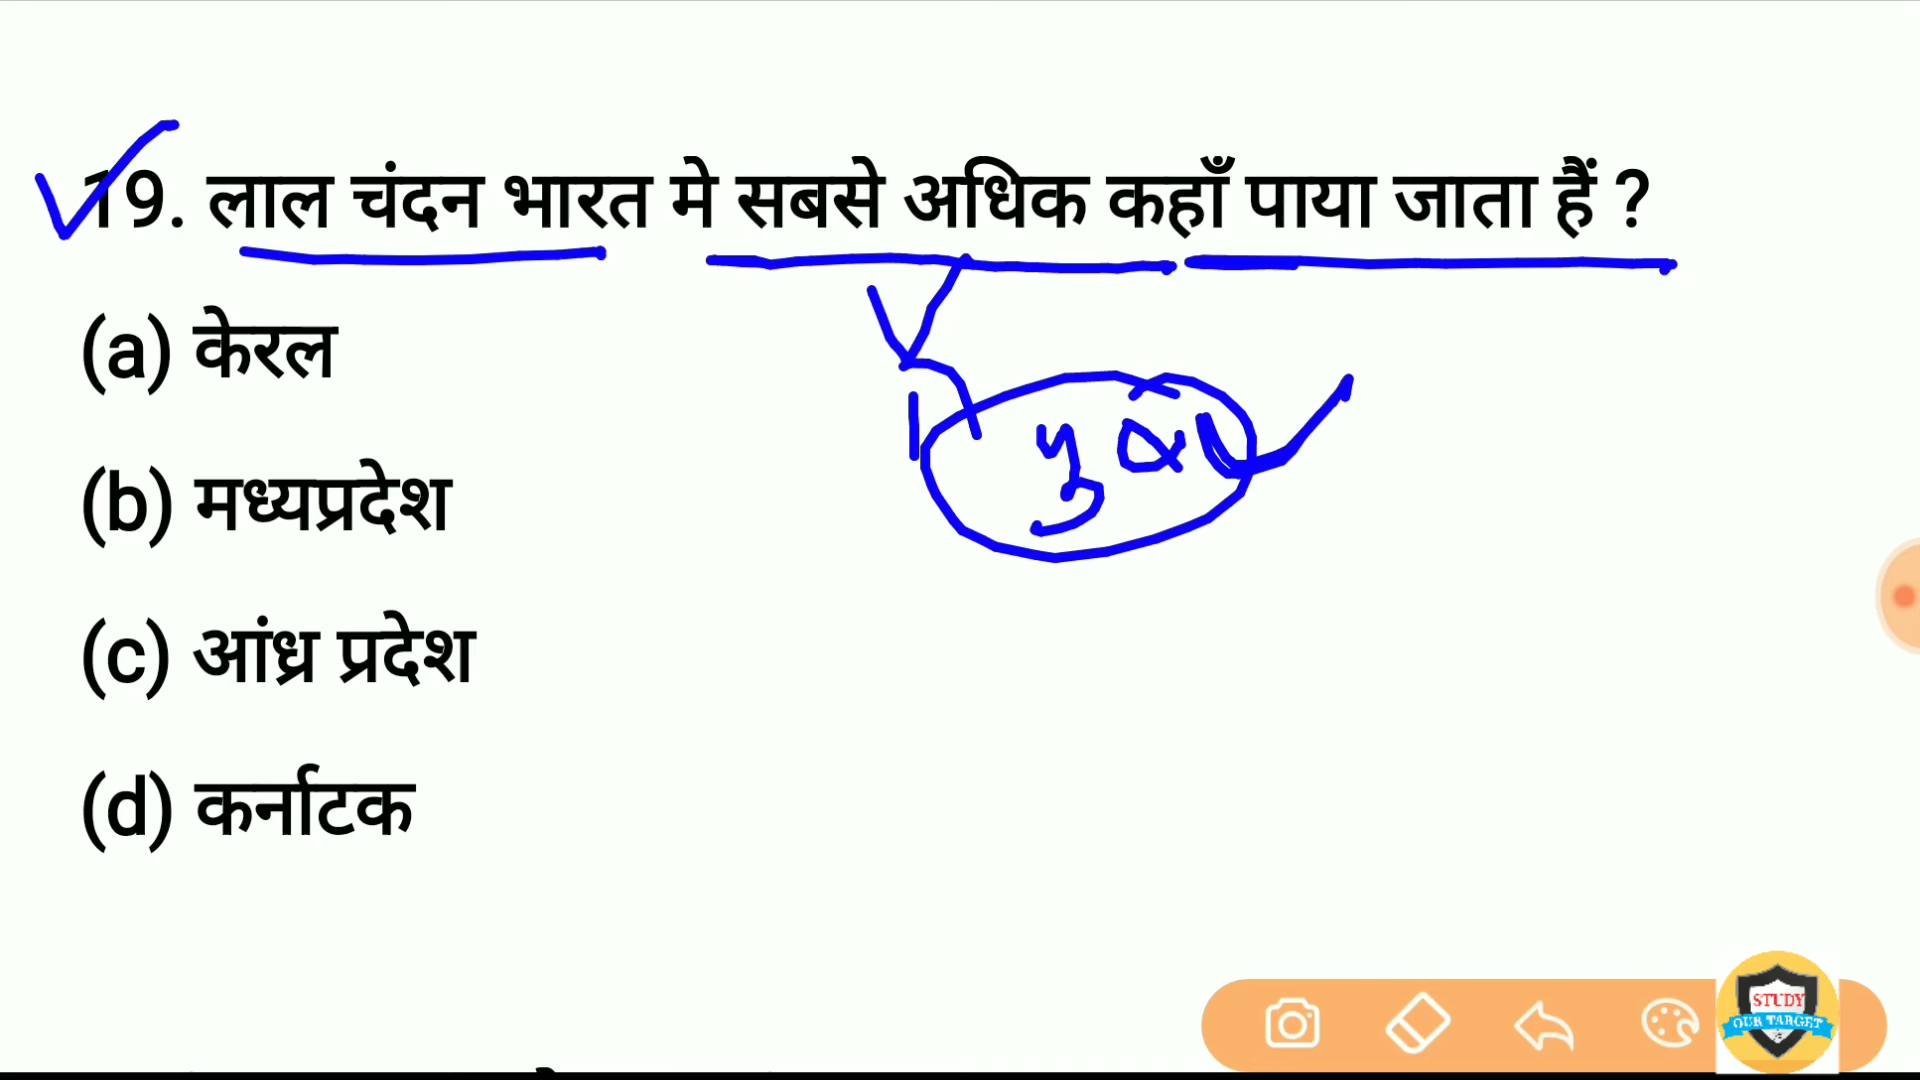 19. लाल चंदन भारत मे सबसे अधिक कहाँ पाया जाता हैं ?
(a) केरल
(b) मध्यप्रदेश
(c) आंध्र प्रदेश
(d) कर्नाटक
STUDY
OUR TARGET